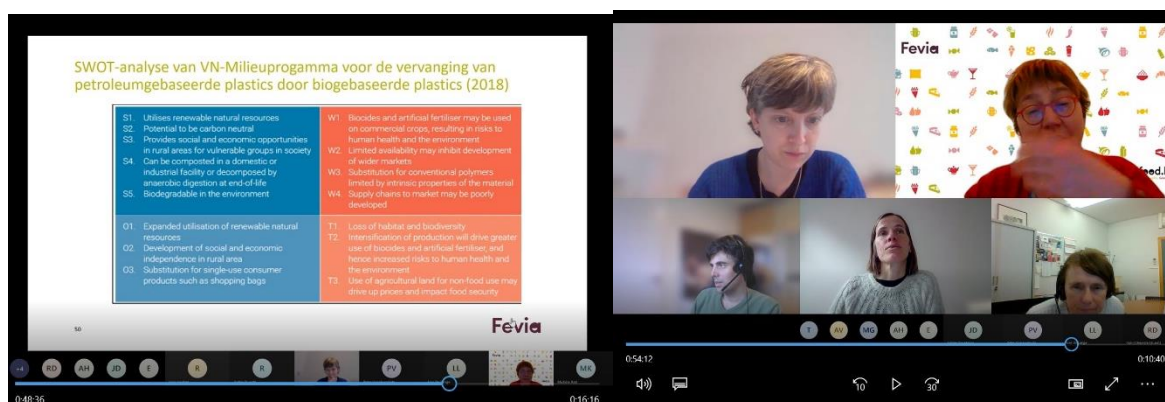 SWOT-analyse van VN-Milieuprogamma voor de vervanging van
petroleumgebaseerde plastics door biogebaseerde plastics (2018)
S1. Utilises renewable natural resources
S2. Potential to be carbon neutral
S3. Provides social and economic opportunities
in rural areas for vulnerable groups in society
S4. Can be composted in a domestic or
industrial facility or decomposed by
anaerobic digestion at end-of-life
S5. Biodegradable in the environment
W1. Biocides and artificial fertiliser may be used
on commercial crops, resulting in risks to
human health and the environment
W2. Limited availability may inhibit development
of wider markets
W3. Substitution for conventional polymers
limited by intrinsic properties of the material
W4. Supply chains to market may be poorly
developed
O1. Expanded utilisation of renewable natural
resources
O2. Development of social and economic
independence in rural area
O3. Substitution for single-use consumer
products such as shopping bags
T1. Loss of habitat and biodiversity
T2. Intensification of production will drive greater
use of biocides and artificial fertiliser, and
hence increased risks to human health and
the environment
T3. Use of agricultural land for non-food use may
drive up prices and impact food security
Fevia
+4 RD AH JD E R R PV LL MK
0:48:36 0:16:16
Fevia
T AV MG AH E JD PV LL RD
0:54:12 0:10:40
10 30